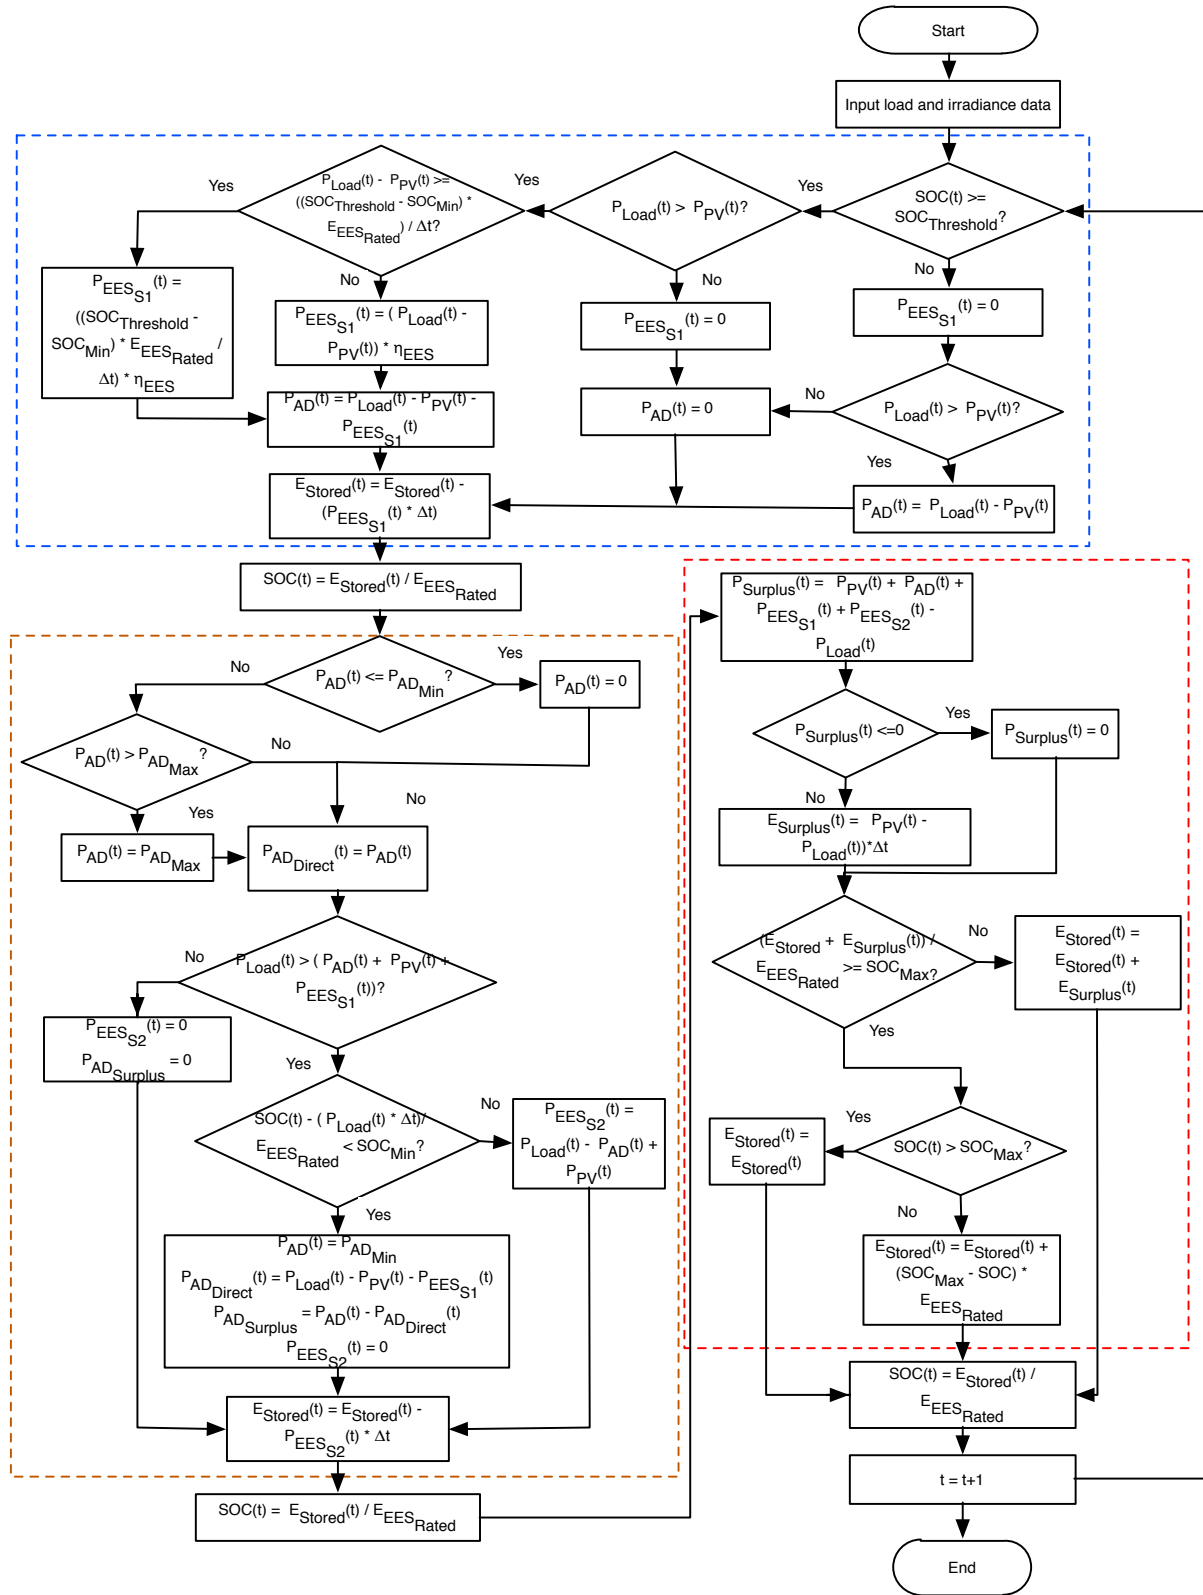 Start
Input load and irradiance data
SOC(t) >=
SOCThreshold?
Yes
No
PLoad(t) > PPV(t)?
Yes
No
PLoad(t) - PPV(t) >=
((SOCThreshold - SOCMin) *
EEESRated) / Δt?
Yes
No
PEESS1(t) =
((SOCThreshold -
SOCMin) * EEESRated /
Δt) * ηEES
PEESS1(t) = ( PLoad(t) -
PPV(t)) * ηEES
PEESS1(t) = 0
PEESS1(t) = 0
PAD(t) = PLoad(t) - PPV(t) -
PEESS1(t)
PAD(t) = 0
No
PLoad(t) > PPV(t)?
Yes
EStored(t) = EStored(t) -
(PEESS1(t) * Δt)
PAD(t) = PLoad(t) - PPV(t)
SOC(t) = EStored(t) / EEESRated
PAD(t) <= PADMin?
No
Yes
PAD(t) = 0
PAD(t) > PADMax?
No
Yes
No
PAD(t) = PADMax
PADDirect(t) = PAD(t)
PLoad(t) > ( PAD(t) + PPV(t) +
PEESS1(t))?
No
Yes
PEESS2(t) = 0
PADSurplus = 0
SOC(t) - ( PLoad(t) * Δt)/
EEESRated < SOCMin?
No
Yes
PEESS2(t) =
PLoad(t) - PAD(t) +
PPV(t)
PAD(t) = PADMin
PADDirect(t) = PLoad(t) - PPV(t) - PEESS1(t)
PADSurplus = PAD(t) - PADDirect(t)
PEESS2(t) = 0
EStored(t) = EStored(t) -
PEESS2(t) * Δt
SOC(t) = EStored(t) / EEESRated
PSurplus(t) = PPV(t) + PAD(t) +
PEESS1(t) + PEESS2(t) -
PLoad(t)
PSurplus(t) <=0
Yes
No
PSurplus(t) = 0
ESurplus(t) = PPV(t) -
PLoad(t))*Δt
(EStored + ESurplus(t)) /
EEESRated >= SOCMax?
No
Yes
EStored(t) =
EStored(t) +
ESurplus(t)
SOC(t) > SOCMax?
Yes
No
EStored(t) =
EStored(t)
EStored(t) = EStored(t) +
(SOCMax - SOC) *
EEESRated
SOC(t) = EStored(t) /
EEESRated
t = t+1
End